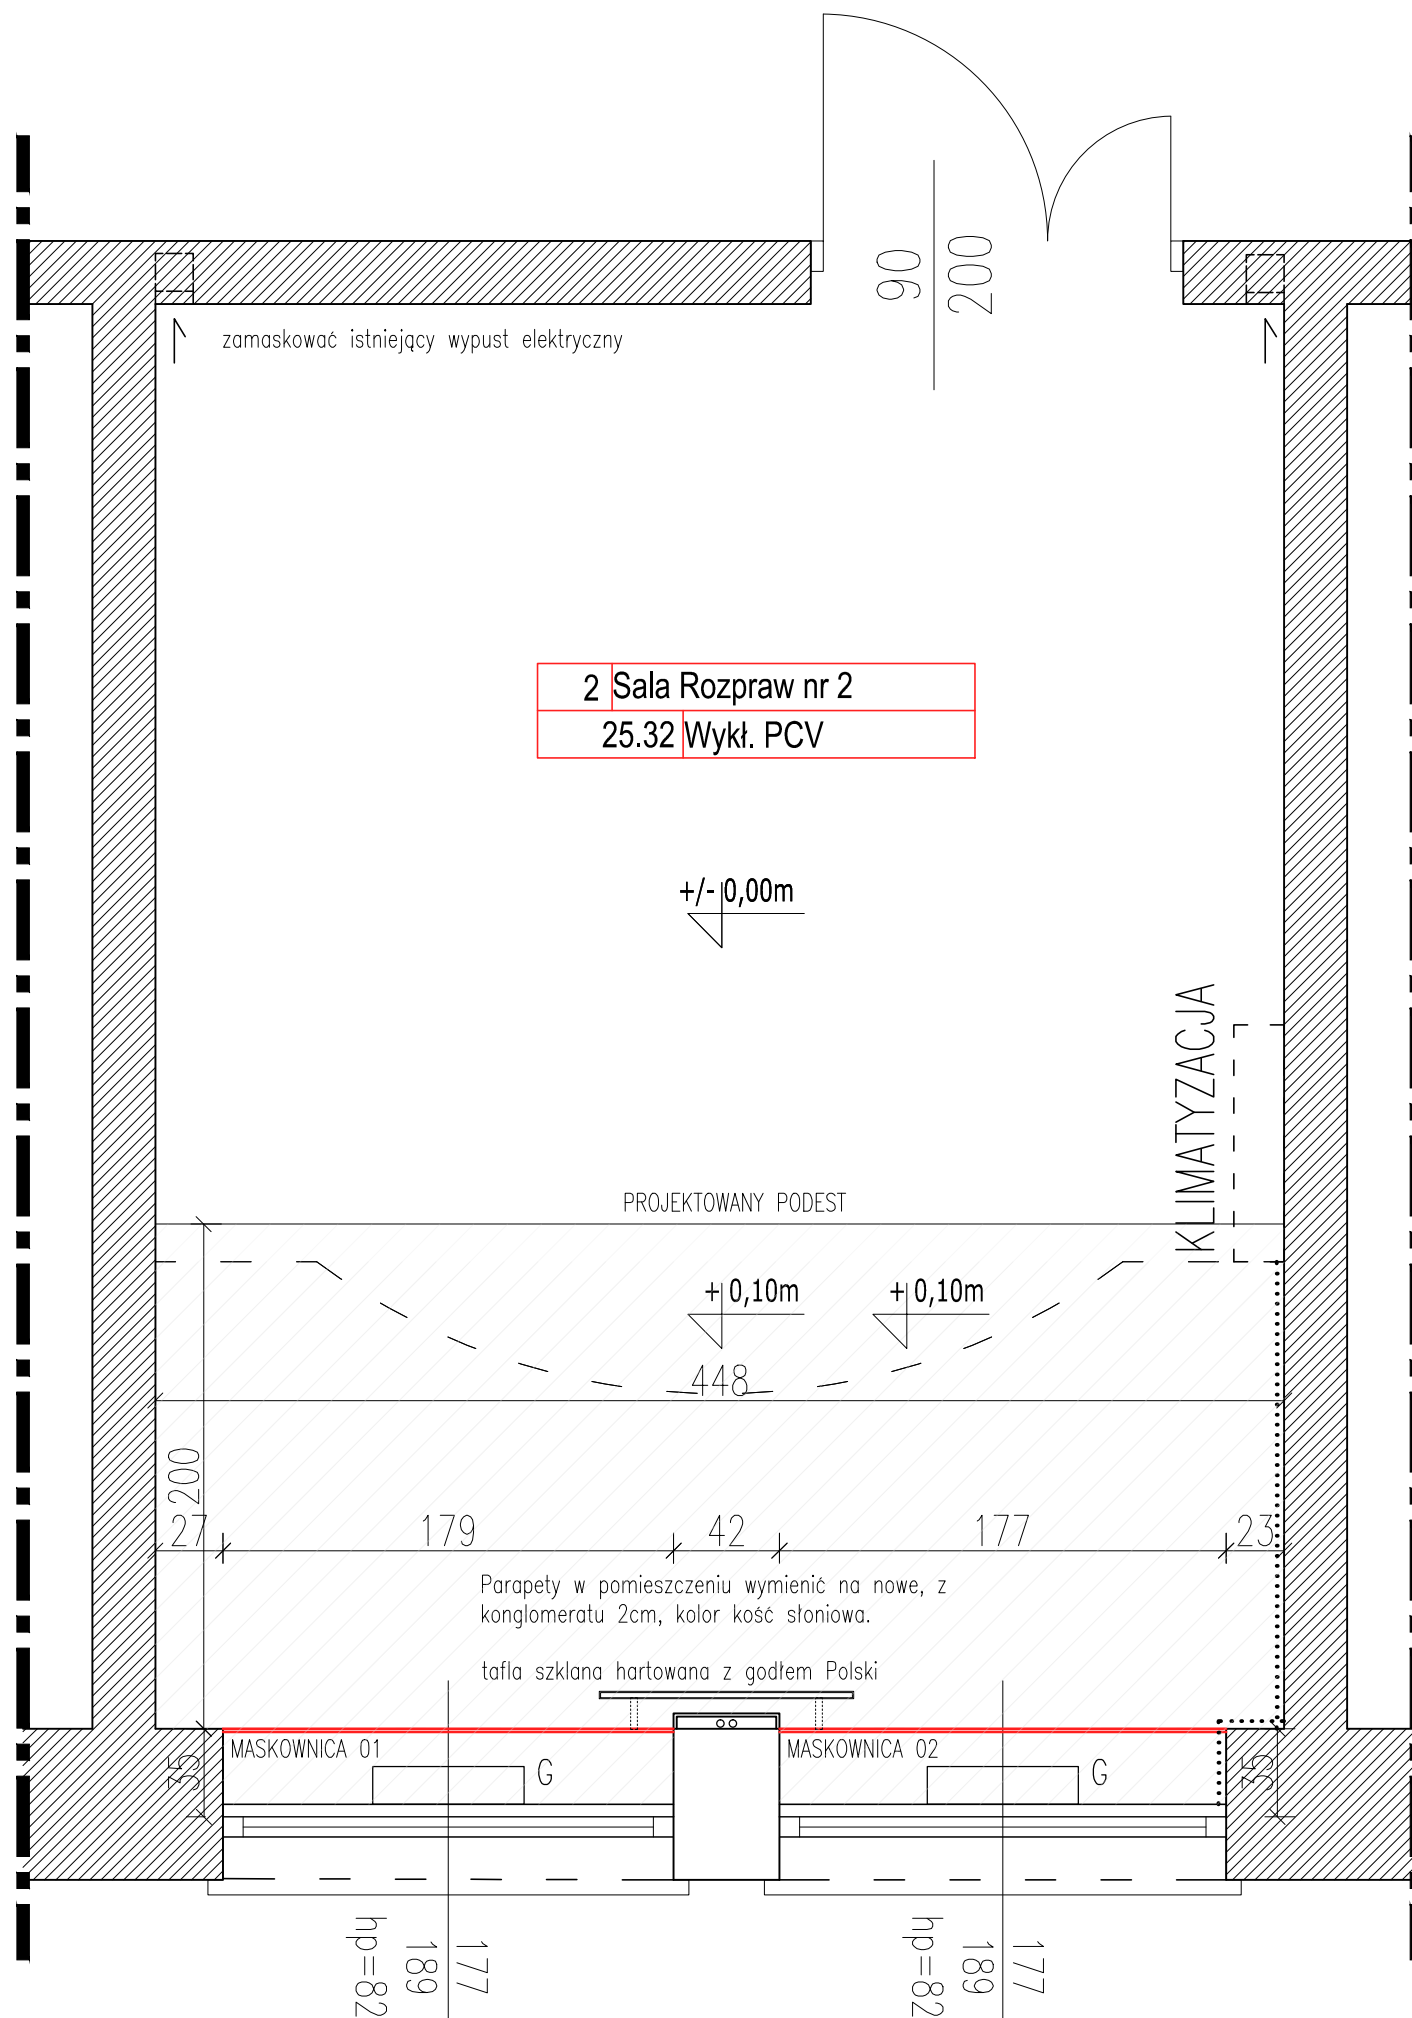 90
200
zamaskować istniejący wypust elektryczny
2 Sala Rozpraw nr 2
25.32 Wykł. PCV
+/- 0,00m
KLIMATYZACJA
PROJEKTOWANY PODEST
+ 0,10m + 0,10m
448
200
27 179 42 177 23
Parapety w pomieszczeniu wymienić na nowe, z
konglomeratu 2cm, kolor kość słoniowa.
tafla szklana hartowana z godłem Polski
MASKOWNICA 01 MASKOWNICA 02
35 G G 35
177
189
hp=82
177
189
hp=82